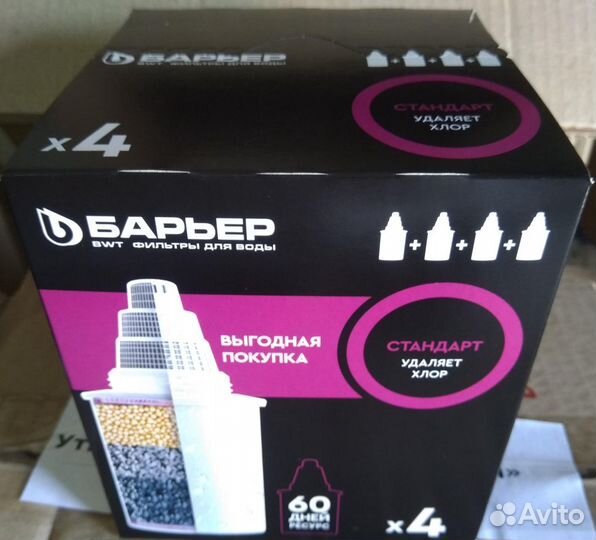 БАРЬЕР
BWT ФИЛЬТРЫ ДЛЯ ВОДЫ
+ + +
СТАНДАРТ
УДАЛЯЕТ
ХЛОР
x4
БАРЬЕР
BWT ФИЛЬТРЫ ДЛЯ ВОДЫ
+ + +
ВЫГОДНАЯ
ПОКУПКА
СТАНДАРТ
УДАЛЯЕТ
ХЛОР
60
ДНЕЙ
РЕСУРС
x4
Avito